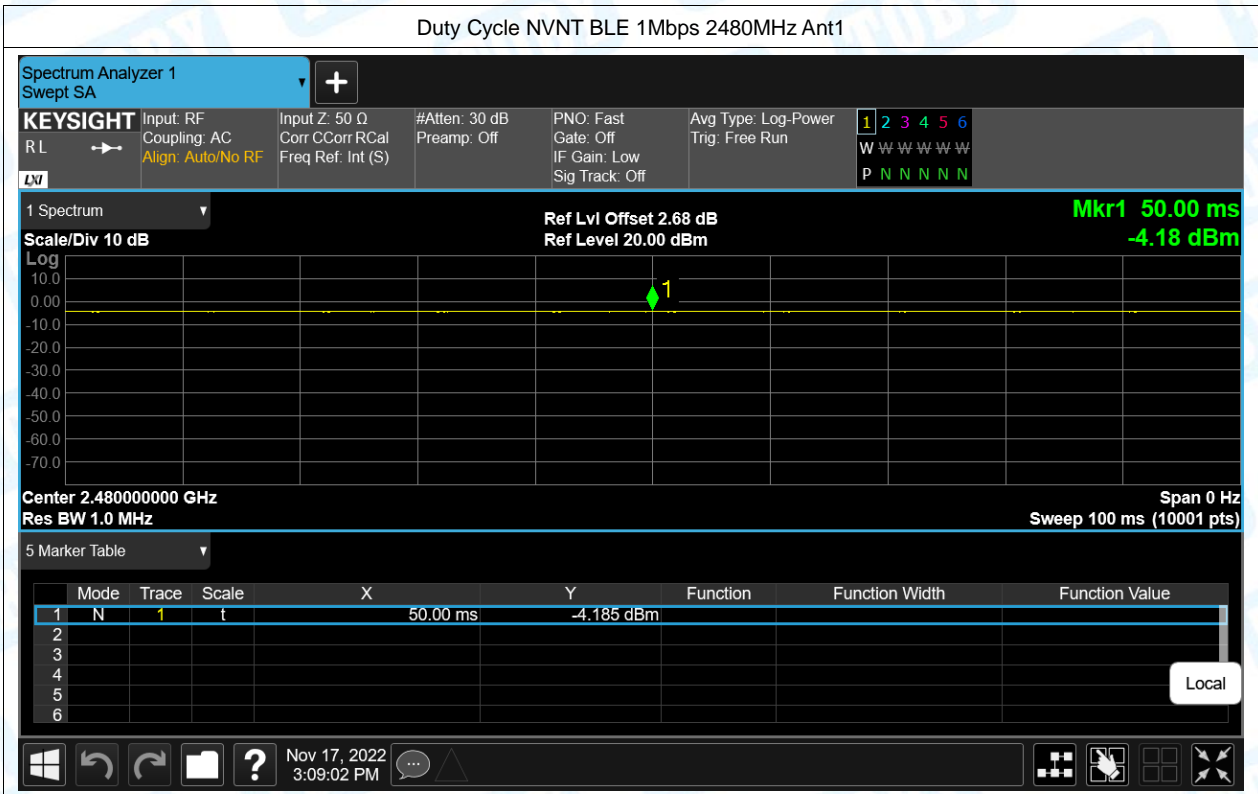 Duty Cycle NVNT BLE 1Mbps 2480MHz Ant1
Spectrum Analyzer 1
Swept SA
KEYSIGHT
RL
LXI
Input: RF
Coupling: AC
Align: Auto/No RF
Input Z: 50 Ω
Corr CCorr RCal
Freq Ref: Int (S)
#Atten: 30 dB
Preamp: Off
PNO: Fast
Gate: Off
IF Gain: Low
Sig Track: Off
Avg Type: Log-Power
Trig: Free Run
1 2 3 4 5 6
W W W W W W
P N N N N N
1 Spectrum
Scale/Div 10 dB
Ref Lvl Offset 2.68 dB
Ref Level 20.00 dBm
Mkr1 50.00 ms
-4.18 dBm
Log
10.0
0.00
-10.0
-20.0
-30.0
-40.0
-50.0
-60.0
-70.0
1
Center 2.480000000 GHz
Res BW 1.0 MHz
Span 0 Hz
Sweep 100 ms (10001 pts)
5 Marker Table
Mode Trace Scale X Y Function Function Width Function Value
1 N 1 t 50.00 ms -4.185 dBm
2
3
4
5
6
Local
?
Nov 17, 2022
3:09:02 PM